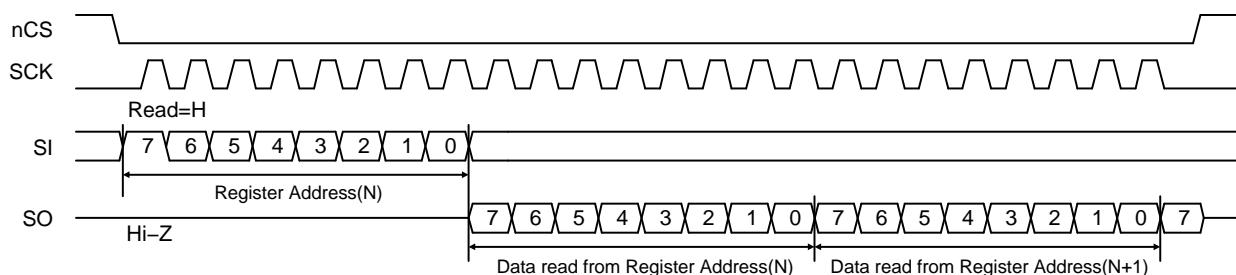 nCS
SCK
Read=H
SI 7 6 5 4 3 2 1 0
Register Address(N)
SO 7 6 5 4 3 2 1 0 7 6 5 4 3 2 1 0 7
Hi–Z
Data read from Register Address(N) Data read from Register Address(N+1)